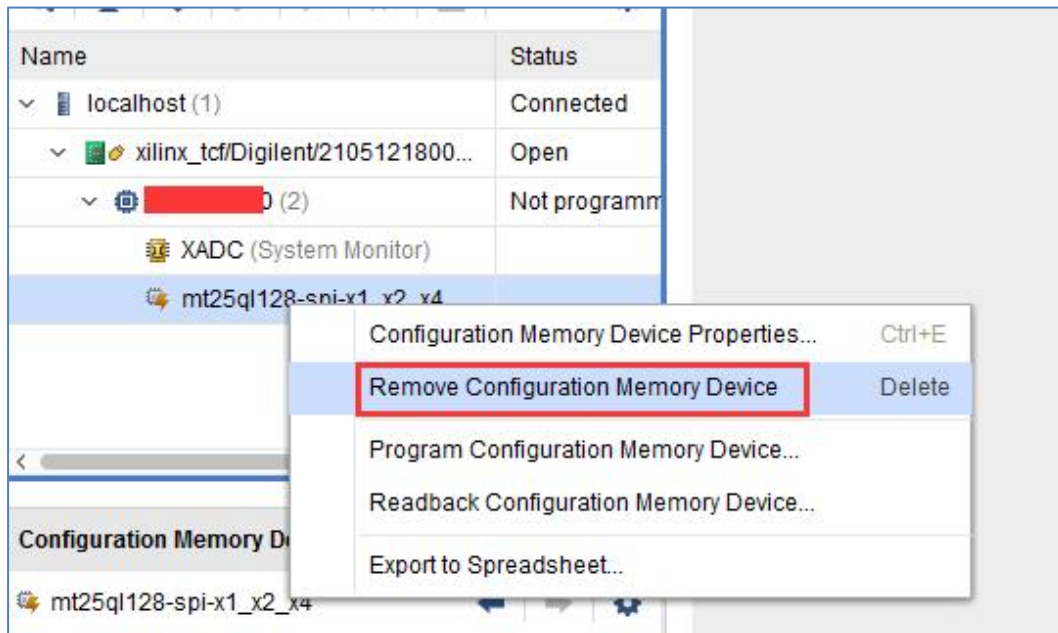 Name Status
localhost (1) Connected
xilinx_tcf/Digilent/2105121800... Open
0 (2) Not programm
XADC (System Monitor)
mt25ql128-spi-x1_x2_x4
Configuration Memory Device Properties... Ctrl+E
Remove Configuration Memory Device Delete
Program Configuration Memory Device...
Readback Configuration Memory Device...
Configuration Memory D
Export to Spreadsheet...
mt25ql128-spi-x1_x2_x4